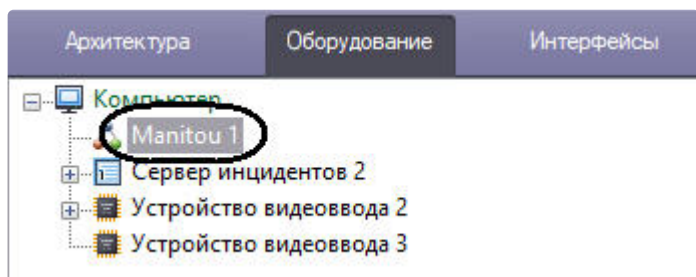 Архитектура Оборудование Интерфейсы
Компьютер
Manitou 1
Сервер инцидентов 2
Устройство видеоввода 2
Устройство видеоввода 3